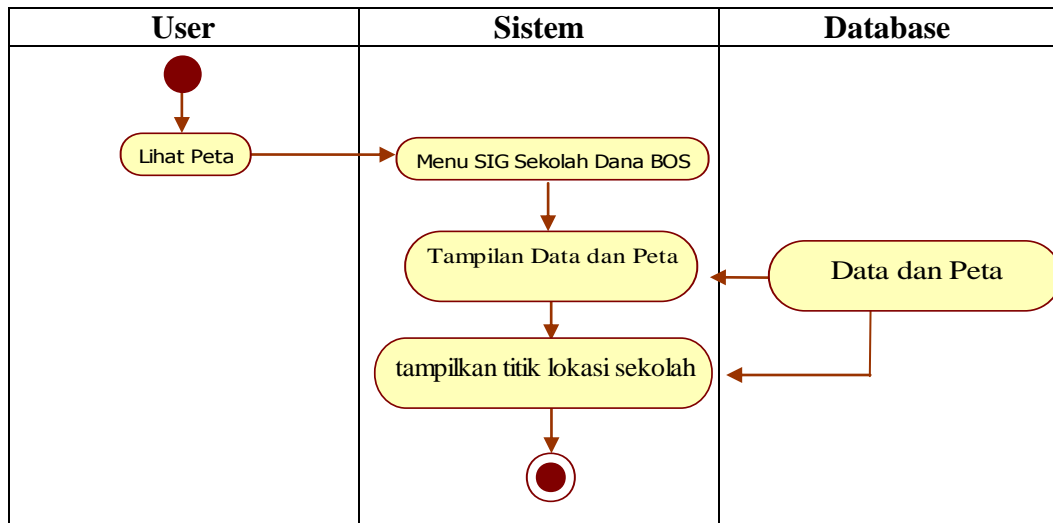 User
Sistem
Database
Lihat Peta
Menu SIG Sekolah Dana BOS
Tampilan Data dan Peta
Data dan Peta
tampilkan titik lokasi sekolah